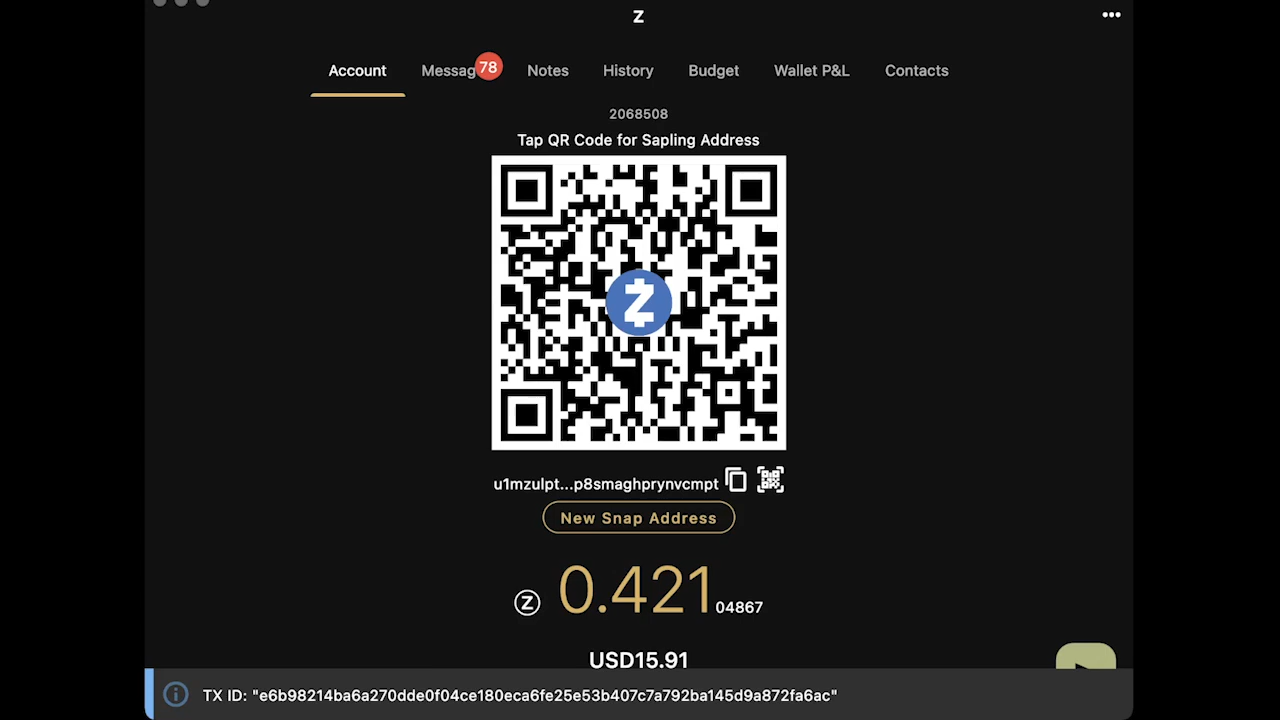 Z
Account Messag 78 Notes History Budget Wallet P&L Contacts
2068508
Tap QR Code for Sapling Address
u1mzulpt...p8smaghprynvcmpt
New Snap Address
0.421 04867
USD15.91
TX ID: "e6b98214ba6a270dde0f04ce180eca6fe25e53b407c7a792ba145d9a872fa6ac"